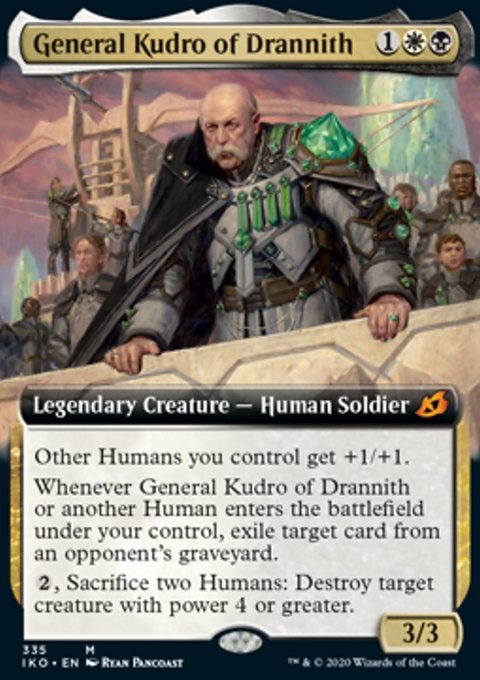 General Kudro of Drannith 1
Legendary Creature — Human Soldier
Other Humans you control get +1/+1.
Whenever General Kudro of Drannith
or another Human enters the battlefield
under your control, exile target card from
an opponent's graveyard.
2, Sacrifice two Humans: Destroy target
creature with power 4 or greater.
3/3
335 M
IKO • EN Ryan Pancoast
™ & © 2020 Wizards of the Coast